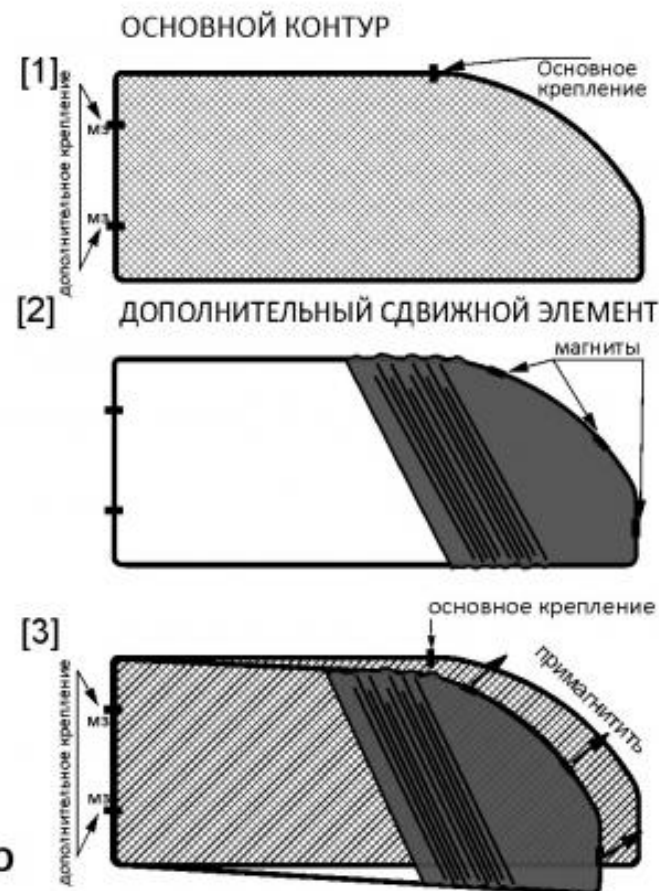 ОСНОВНОЙ КОНТУР
[1]
Основное
крепление
дополнительное крепление
М3
М3
[2]
ДОПОЛНИТЕЛЬНЫЙ СДВИЖНОЙ ЭЛЕМЕНТ
магниты
[3]
основное крепление
примагнитить
дополнительное крепление
М3
М3